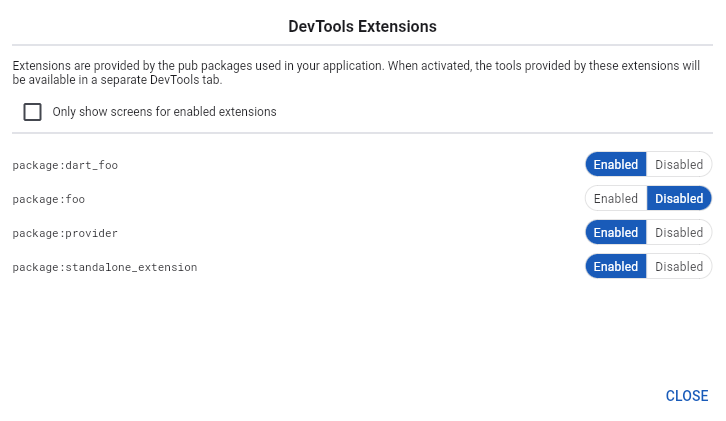 DevTools Extensions
Extensions are provided by the pub packages used in your application. When activated, the tools provided by these extensions will
be available in a separate DevTools tab.
Only show screens for enabled extensions
package:dart_foo Enabled Disabled
package:foo Enabled Disabled
package:provider Enabled Disabled
package:standalone_extension Enabled Disabled
CLOSE